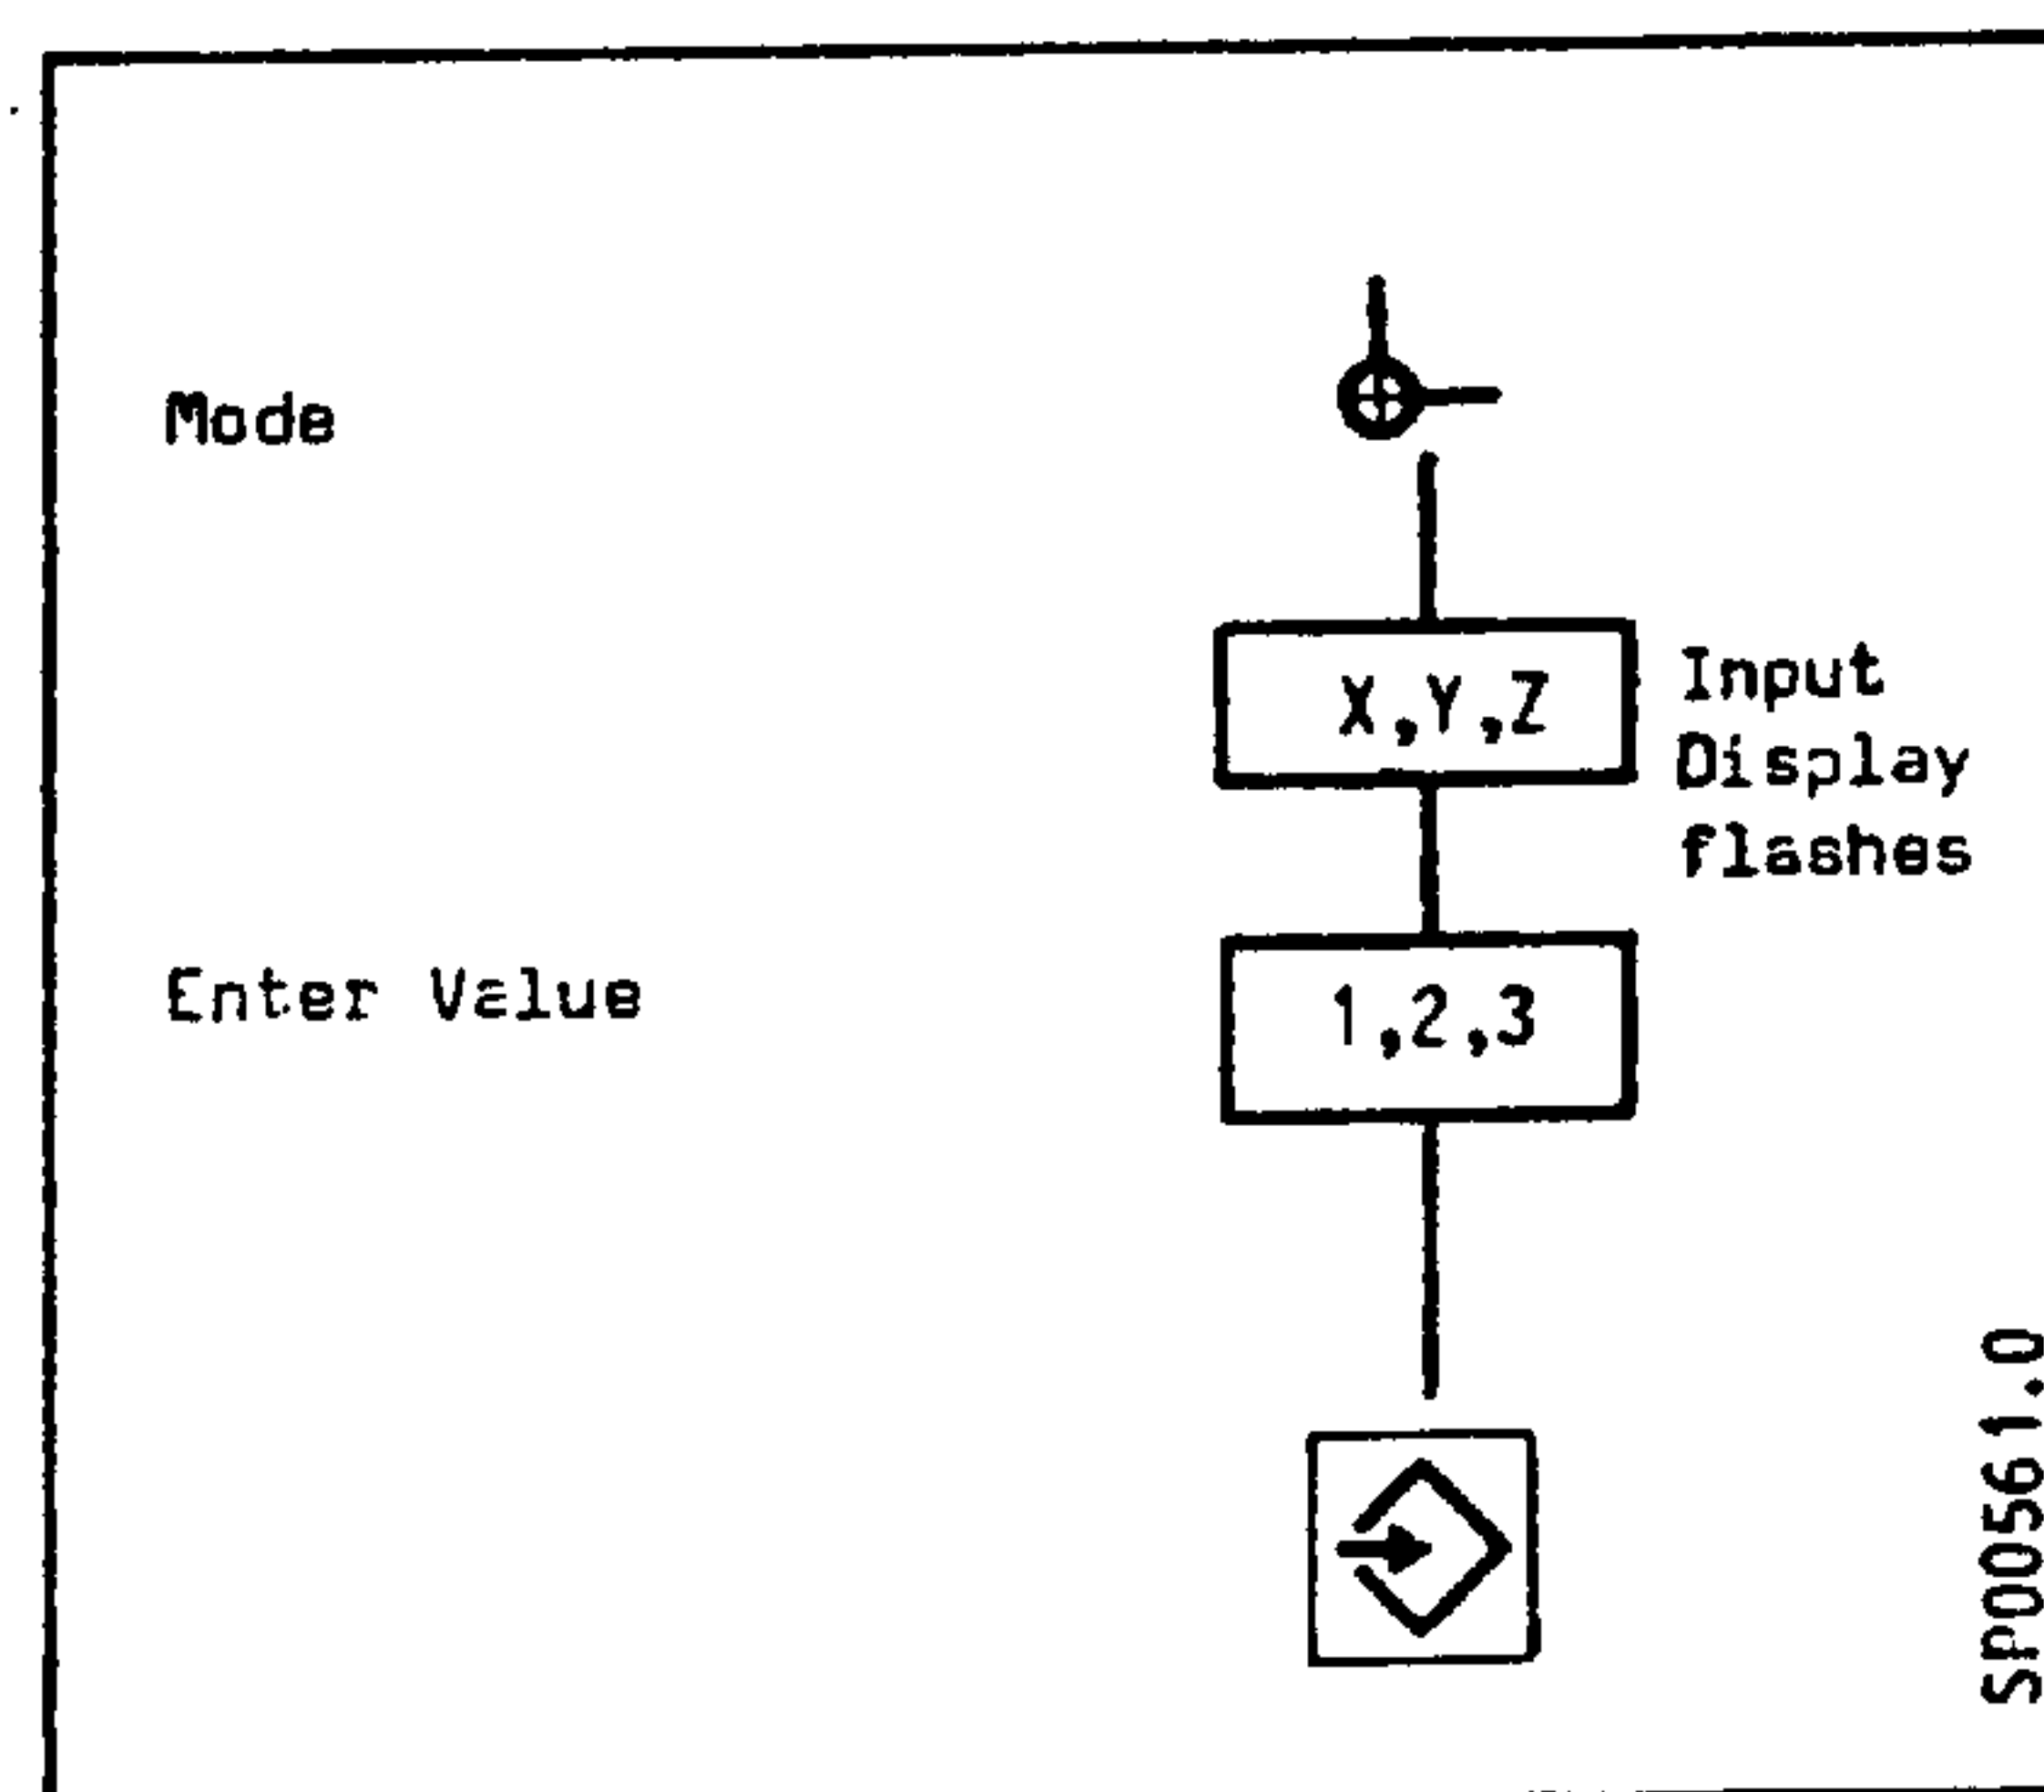 Mode
X,Y,Z
Input
Display
flashes
Enter Value
1,2,3
SP00561.0